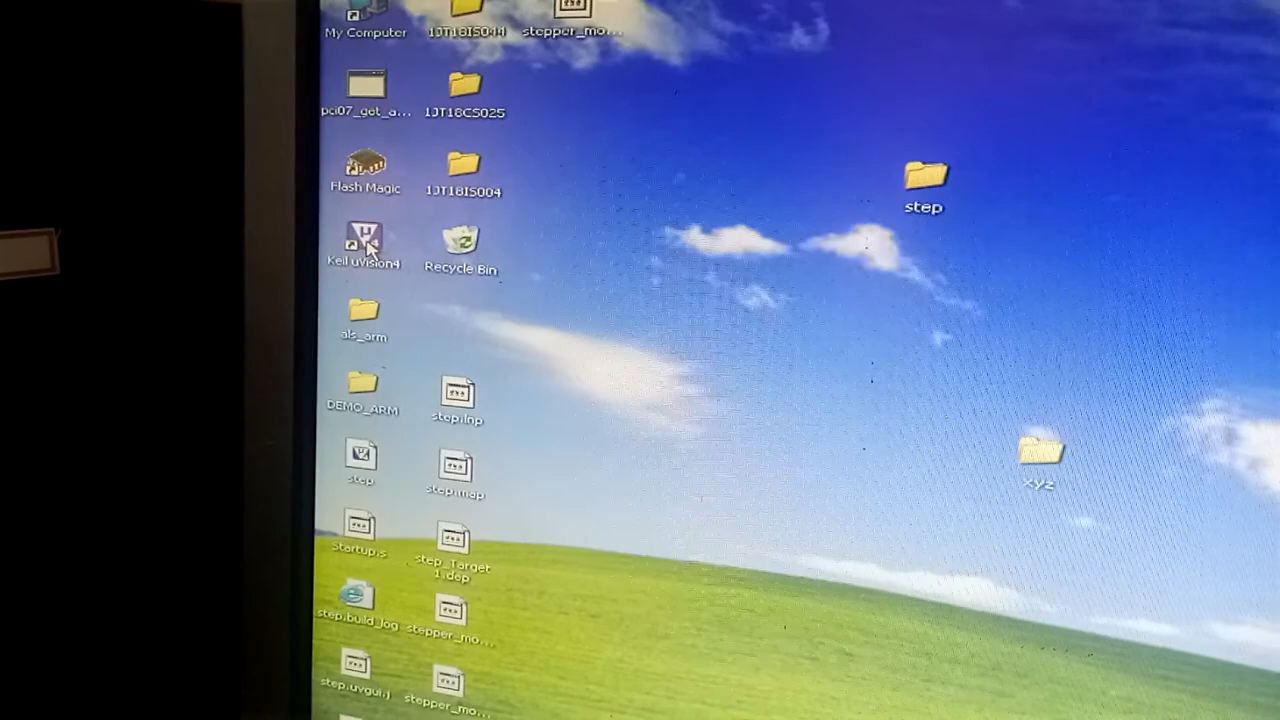 My Computer
1JT18IS044
stepper_mo...
pci07_get_a...
1JT18CS025
Flash Magic
1JT18IS004
step
Keil uVision4
Recycle Bin
als_arm
DEMO_ARM
step.lnp
step
step.map
xyz
Startup.s
step_Target
1.dep
step.build_log
stepper_mo...
step.uvgui.j
stepper_mo...